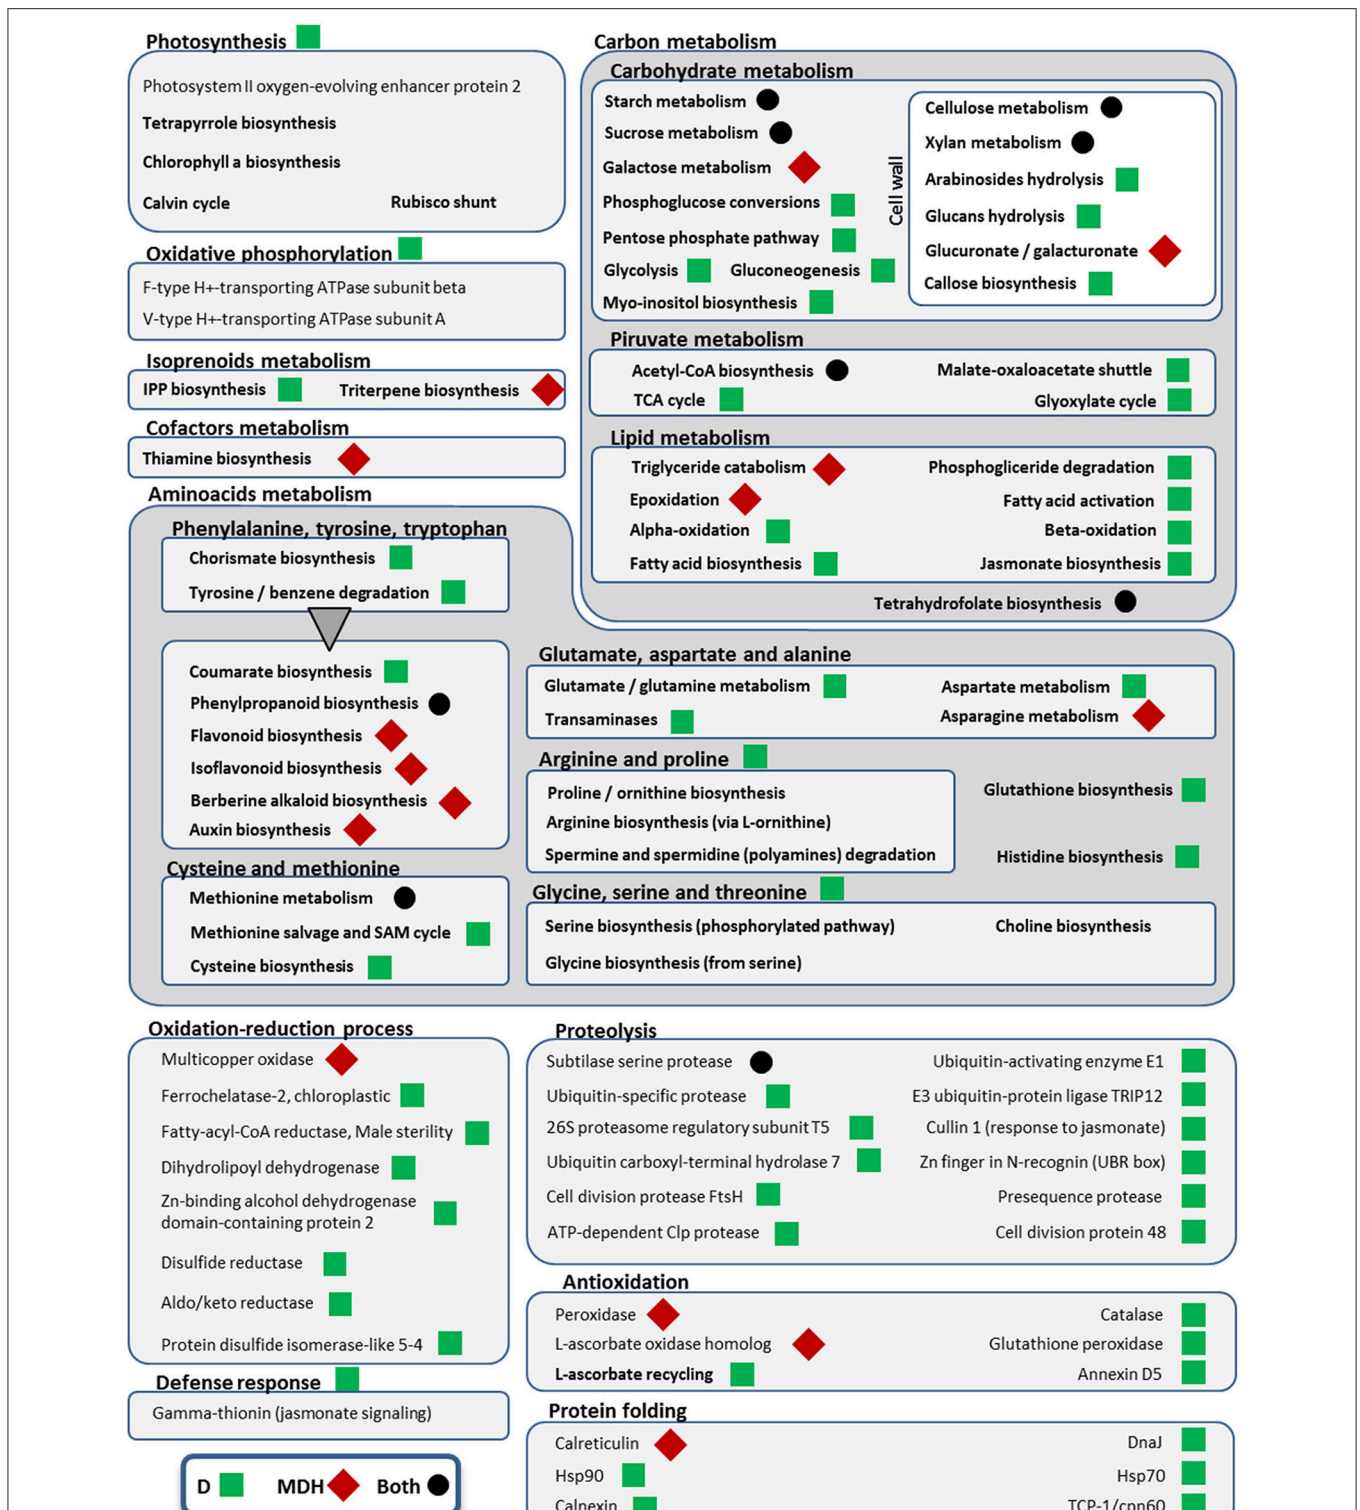 Photosynthesis
Photosystem II oxygen-evolving enhancer protein 2
Tetrapyrrole biosynthesis
Chlorophyll a biosynthesis
Calvin cycle
Rubisco shunt
Oxidative phosphorylation
F-type H+-transporting ATPase subunit beta
V-type H+-transporting ATPase subunit A
Isoprenoids metabolism
IPP biosynthesis
Triterpene biosynthesis
Cofactors metabolism
Thiamine biosynthesis
Carbon metabolism
Carbohydrate metabolism
Starch metabolism
Sucrose metabolism
Galactose metabolism
Phosphoglucose conversions
Pentose phosphate pathway
Glycolysis
Gluconeogenesis
Myo-inositol biosynthesis
Cell wall
Cellulose metabolism
Xylan metabolism
Arabinosides hydrolysis
Glucans hydrolysis
Glucuronate / galacturonate
Callose biosynthesis
Piruvate metabolism
Acetyl-CoA biosynthesis
Malate-oxaloacetate shuttle
TCA cycle
Glyoxylate cycle
Lipid metabolism
Triglyceride catabolism
Phosphogliceride degradation
Epoxidation
Fatty acid activation
Alpha-oxidation
Beta-oxidation
Fatty acid biosynthesis
Jasmonate biosynthesis
Tetrahydrofolate biosynthesis
Aminoacids metabolism
Phenylalanine, tyrosine, tryptophan
Chorismate biosynthesis
Tyrosine / benzene degradation
Coumarate biosynthesis
Phenylpropanoid biosynthesis
Flavonoid biosynthesis
Isoflavonoid biosynthesis
Berberine alkaloid biosynthesis
Auxin biosynthesis
Cysteine and methionine
Methionine metabolism
Methionine salvage and SAM cycle
Cysteine biosynthesis
Glutamate, aspartate and alanine
Glutamate / glutamine metabolism
Aspartate metabolism
Transaminases
Asparagine metabolism
Arginine and proline
Proline / ornithine biosynthesis
Arginine biosynthesis (via L-ornithine)
Spermine and spermidine (polyamines) degradation
Glutathione biosynthesis
Histidine biosynthesis
Glycine, serine and threonine
Serine biosynthesis (phosphorylated pathway)
Choline biosynthesis
Glycine biosynthesis (from serine)
Oxidation-reduction process
Multicopper oxidase
Ferrochelatase-2, chloroplastic
Fatty-acyl-CoA reductase, Male sterility
Dihydrolipoyl dehydrogenase
Zn-binding alcohol dehydrogenase
domain-containing protein 2
Disulfide reductase
Aldo/keto reductase
Protein disulfide isomerase-like 5-4
Defense response
Gamma-thionin (jasmonate signaling)
D
MDH
Both
Proteolysis
Subtilase serine protease
Ubiquitin-activating enzyme E1
Ubiquitin-specific protease
E3 ubiquitin-protein ligase TRIP12
26S proteasome regulatory subunit T5
Cullin 1 (response to jasmonate)
Ubiquitin carboxyl-terminal hydrolase 7
Zn finger in N-recognin (UBR box)
Cell division protease FtsH
Presequence protease
ATP-dependent Clp protease
Cell division protein 48
Antioxidation
Peroxidase
Catalase
L-ascorbate oxidase homolog
Glutathione peroxidase
L-ascorbate recycling
Annexin D5
Protein folding
Calreticulin
DnaJ
Hsp90
Hsp70
Calnexin
TCP-1/cpn60